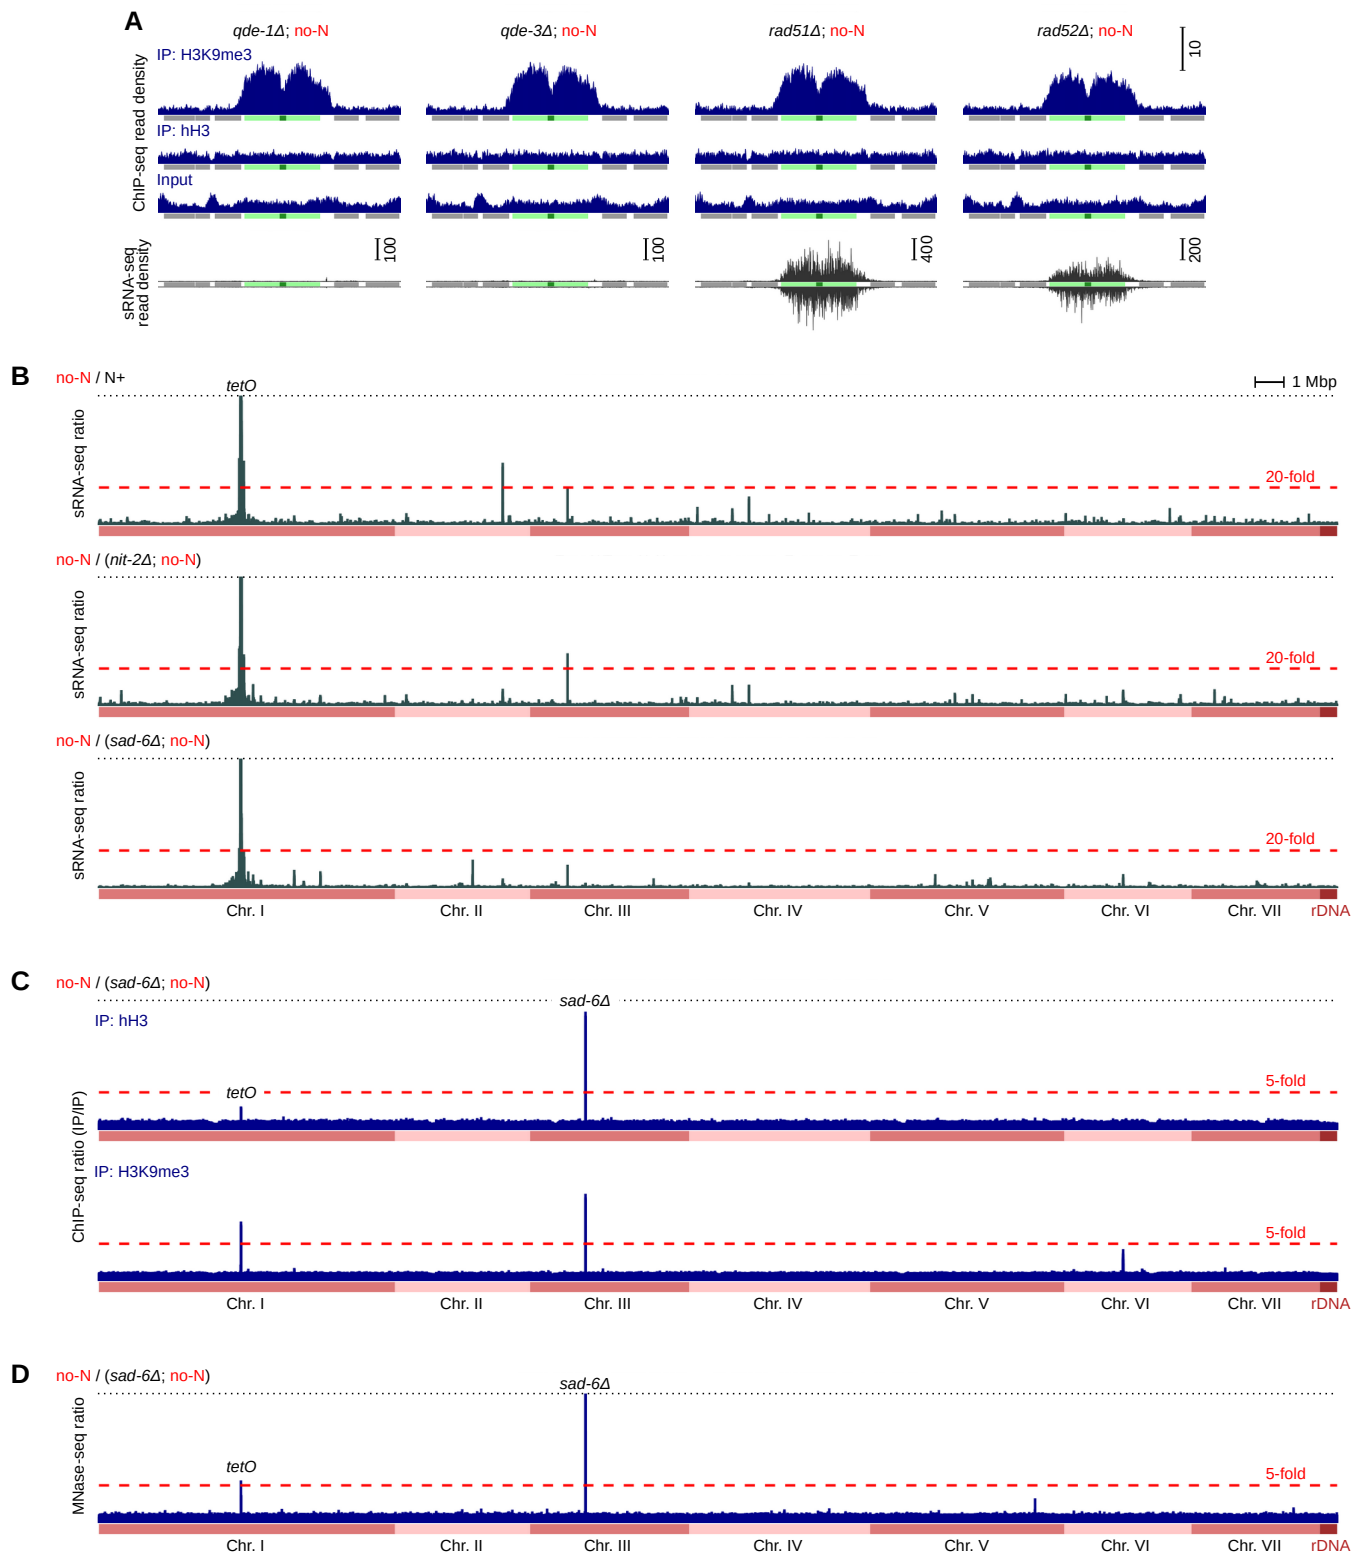 A
qde-1Δ; no-N
qde-3Δ; no-N
rad51Δ; no-N
rad52Δ; no-N
10
ChIP-seq read density
IP: H3K9me3
IP: hH3
Input
sRNA-seq
read density
100
100
400
200
B
no-N / N+
tetO
1 Mbp
sRNA-seq ratio
20-fold
no-N / (nit-2Δ; no-N)
sRNA-seq ratio
20-fold
no-N / (sad-6Δ; no-N)
sRNA-seq ratio
20-fold
Chr. I Chr. II Chr. III Chr. IV Chr. V Chr. VI Chr. VII rDNA
C
no-N / (sad-6Δ; no-N)
sad-6Δ
IP: hH3
5-fold
tetO
ChIP-seq ratio (IP/IP)
IP: H3K9me3
5-fold
Chr. I Chr. II Chr. III Chr. IV Chr. V Chr. VI Chr. VII rDNA
D
no-N / (sad-6Δ; no-N)
sad-6Δ
MNase-seq ratio
tetO
5-fold
Chr. I Chr. II Chr. III Chr. IV Chr. V Chr. VI Chr. VII rDNA